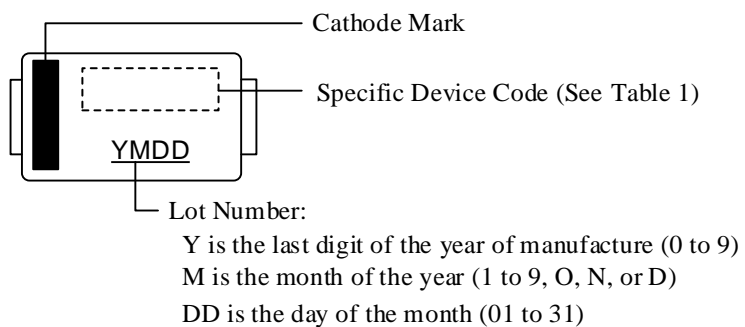 Cathode Mark
Specific Device Code (See Table 1)
YMDD
Lot Number:
Y is the last digit of the year of manufacture (0 to 9)
M is the month of the year (1 to 9, O, N, or D)
DD is the day of the month (01 to 31)